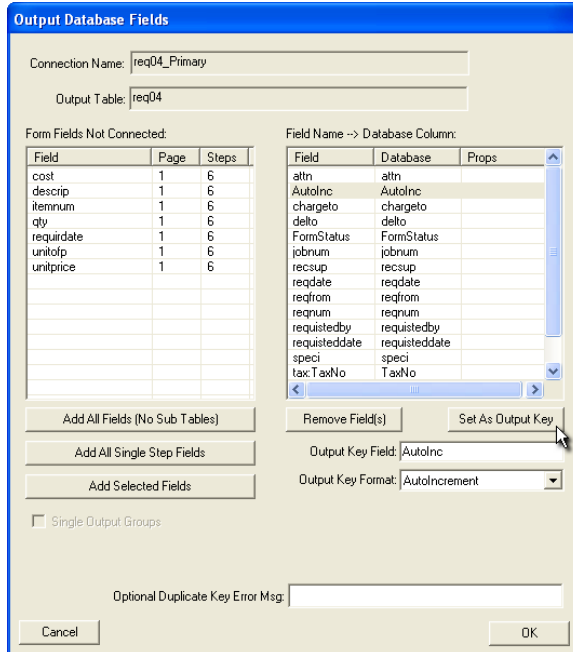 Output Database Fields
Connection Name: req04_Primary
Output Table: req04
Form Fields Not Connected:
Field Page Steps
cost 1 6
descrip 1 6
itemnum 1 6
qty 1 6
requirdate 1 6
unitofp 1 6
unitprice 1 6
Add All Fields (No Sub Tables)
Add All Single Step Fields
Add Selected Fields
Single Output Groups
Field Name --> Database Column:
Field Database Props
attn attn
AutoInc AutoInc
chargeto chargeto
delto delto
FormStatus FormStatus
jobnum jobnum
recsup recsup
reqdate reqdate
reqfrom reqfrom
reqnum reqnum
requistedby requistedby
requisteddate requisteddate
speci speci
tax:TaxNo TaxNo
Remove Field(s) Set As Output Key
Output Key Field: AutoInc
Output Key Format: AutoIncrement
Optional Duplicate Key Error Msg:
Cancel OK